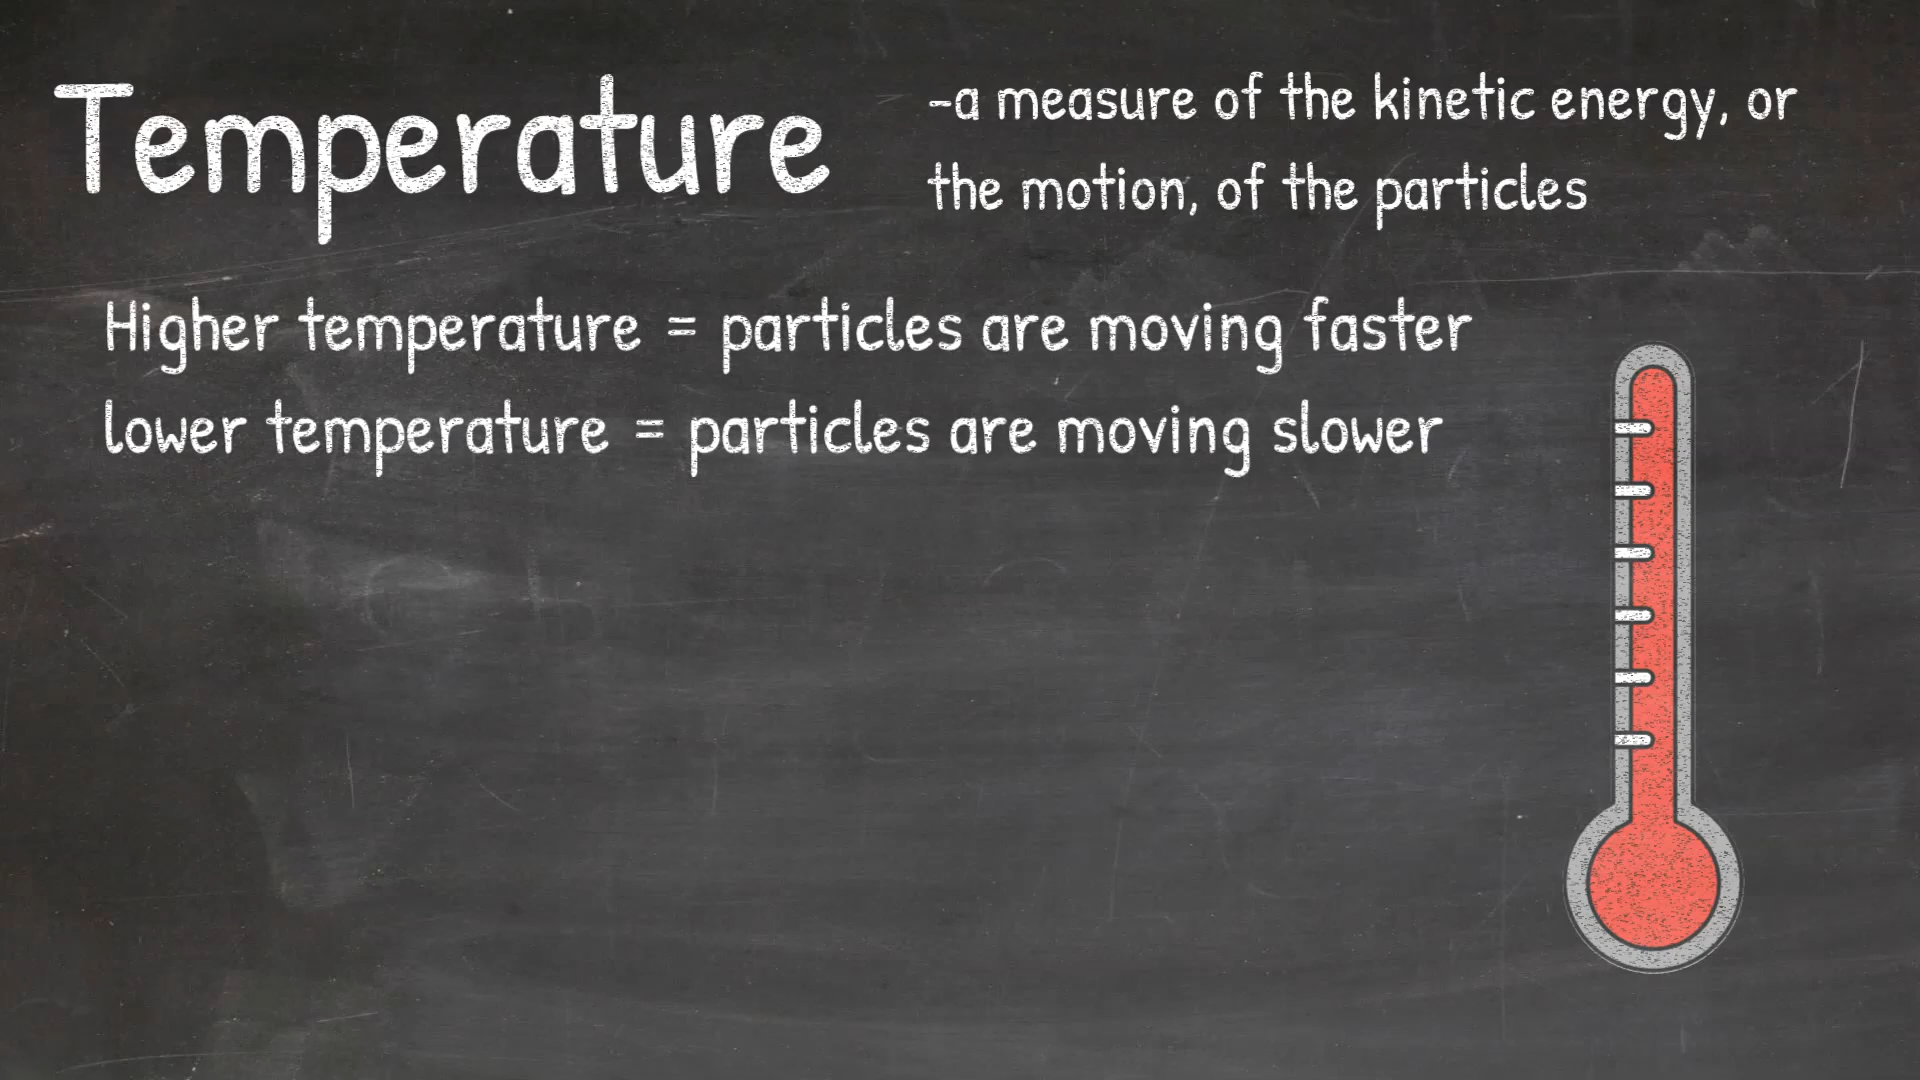 Temperature
-a measure of the kinetic energy, or
the motion, of the particles
Higher temperature = particles are moving faster
lower temperature = particles are moving slower